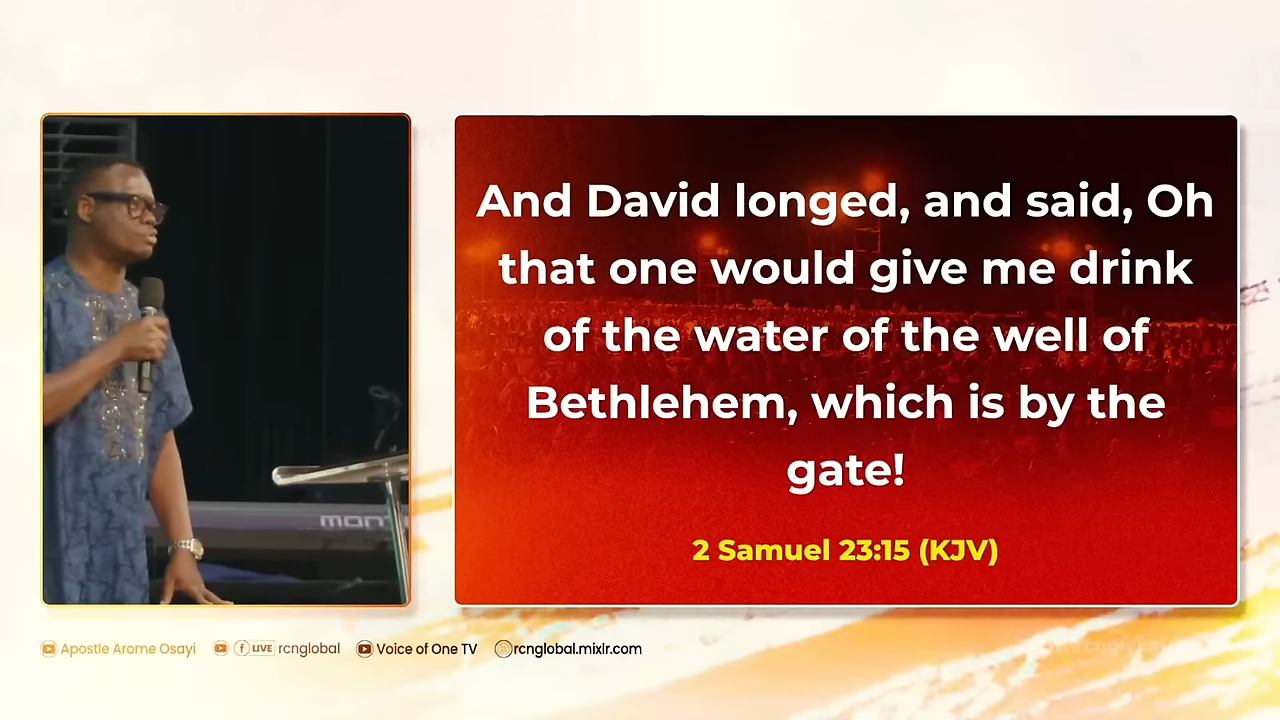 And David longed, and said, Oh
that one would give me drink
of the water of the well of
Bethlehem, which is by the
gate!
2 Samuel 23:15 (KJV)
Apostle Arome Osayi LIVE rcnglobal Voice of One TV rcnglobal.mixlr.com